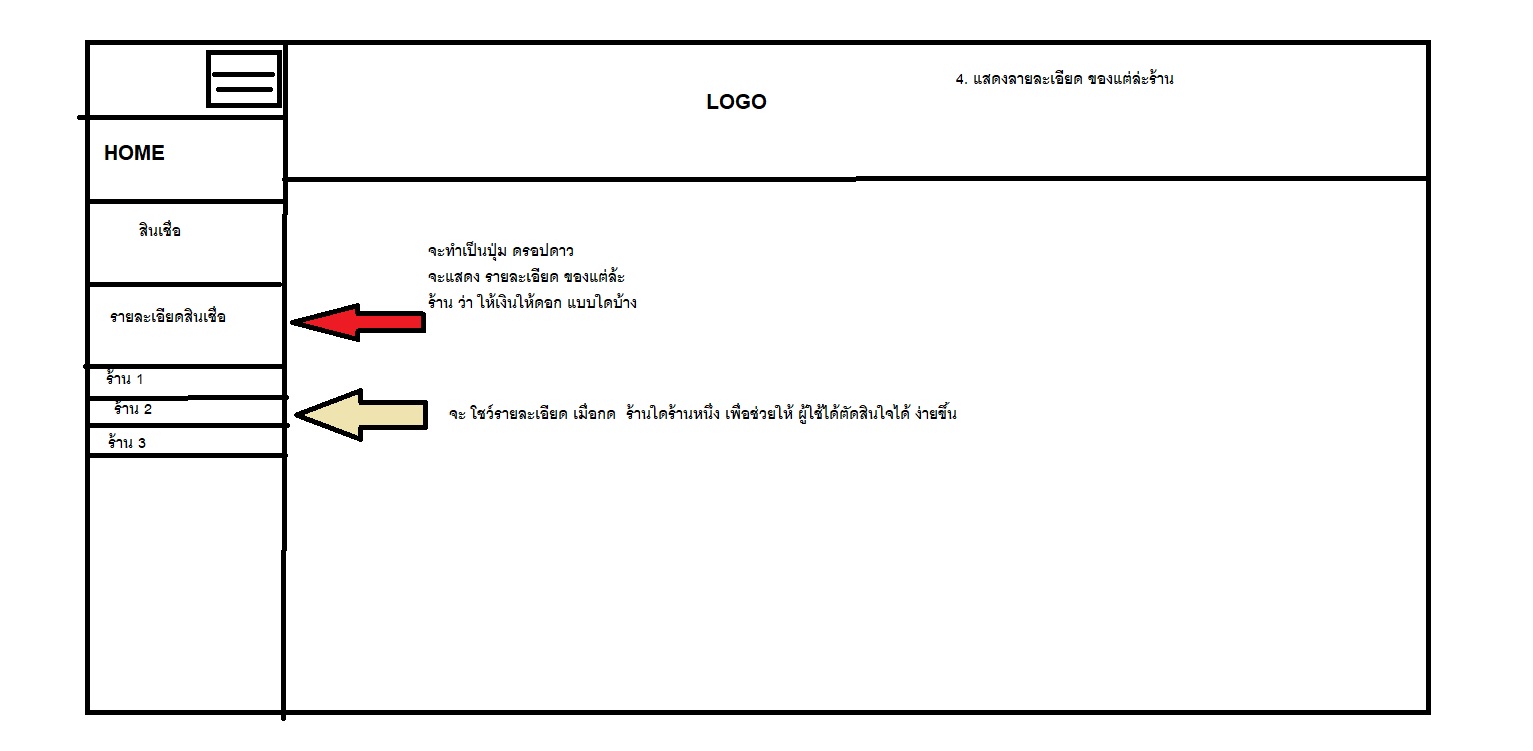 4. แสดงลายละเอียด ของแต่ล่ะร้าน
LOGO
HOME
สินเชื่อ
จะทำเป็นปุ่ม ดรอปดาว
จะแสดง รายละเอียด ของแต่ล้ะ
ร้าน ว่า ให้เงินให้ดอก แบบใดบ้าง
รายละเอียดสินเชื่อ
ร้าน 1
ร้าน 2
จะ โชว์รายละเอียด เมื่อกด ร้านใดร้านหนึ่ง เพื่อช่วยให้ ผู้ใช้ได้ตัดสินใจได้ ง่ายขึ้น
ร้าน 3